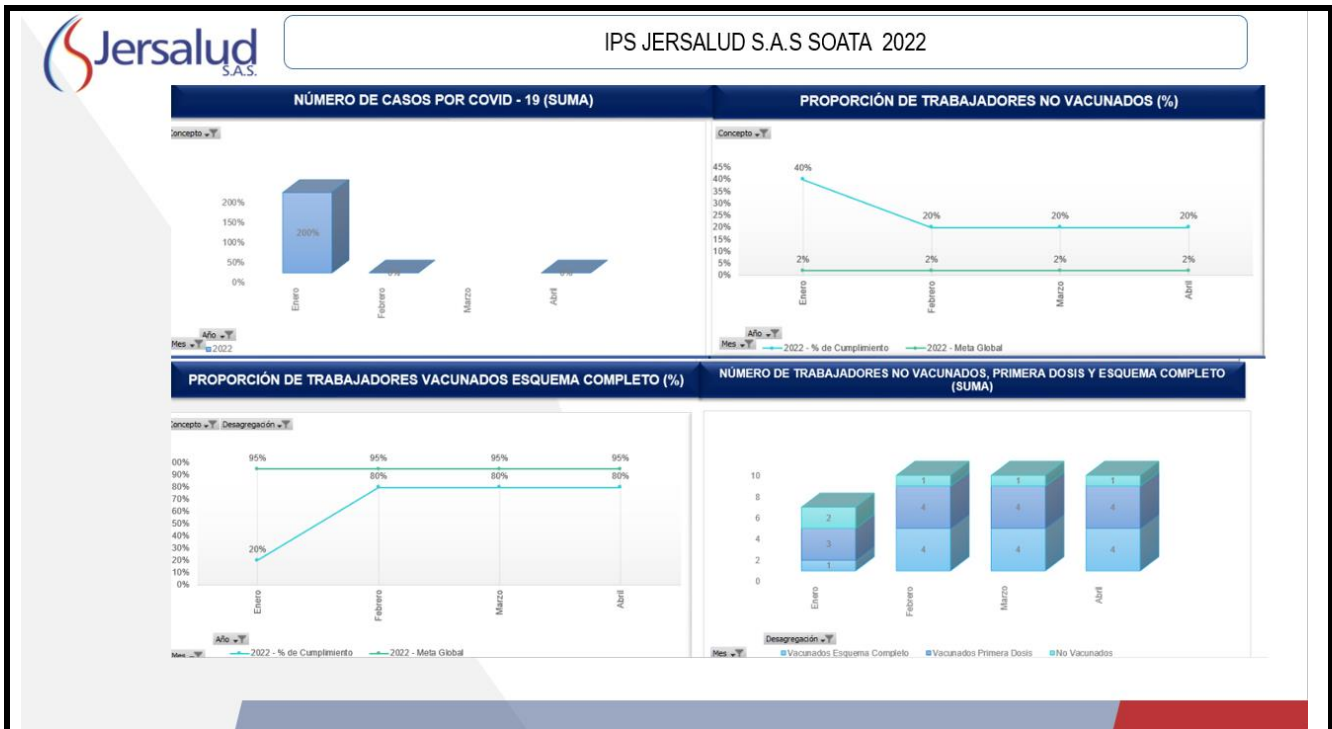 Jersalud
S.A.S.
IPS JERSALUD S.A.S SOATA 2022
NÚMERO DE CASOS POR COVID - 19 (SUMA)
Concepto
200%
150%
100%
50%
0%
200%
0%
0%
Enero
Febrero
Marzo
Abril
Año
Mes
2022
PROPORCIÓN DE TRABAJADORES NO VACUNADOS (%)
Concepto
45%
40%
35%
30%
25%
20%
15%
10%
5%
0%
40%
20%
20%
20%
2%
2%
2%
2%
Enero
Febrero
Marzo
Abril
Año
Mes
2022 - % de Cumplimiento
2022 - Meta Global
PROPORCIÓN DE TRABAJADORES VACUNADOS ESQUEMA COMPLETO (%)
Concepto Desagregación
00%
90%
80%
70%
60%
50%
40%
30%
20%
10%
0%
95%
95%
95%
95%
20%
80%
80%
80%
Enero
Febrero
Marzo
Abril
Año
Mes
2022 - % de Cumplimiento
2022 - Meta Global
NÚMERO DE TRABAJADORES NO VACUNADOS, PRIMERA DOSIS Y ESQUEMA COMPLETO
(SUMA)
10
8
6
4
2
0
2
3
1
1
4
4
1
4
4
1
4
4
Enero
Febrero
Marzo
Abril
Desagregación
Mes
Vacunados Esquema Completo
Vacunados Primera Dosis
No Vacunados